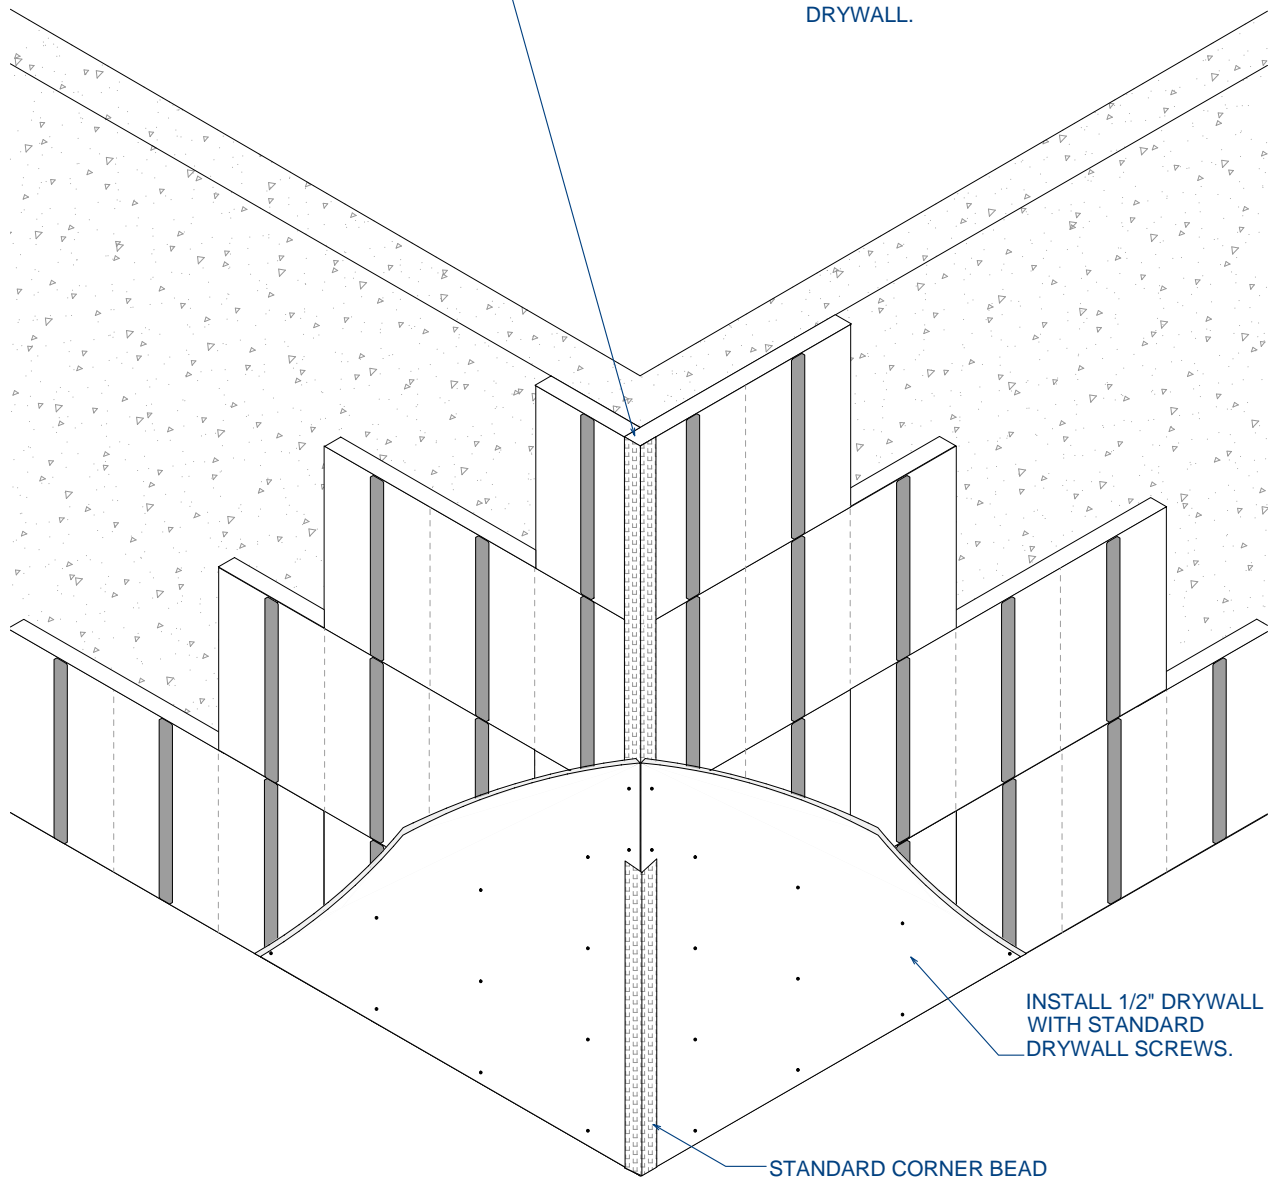 DRYWALL.
INSTALL 1/2" DRYWALL
WITH STANDARD
DRYWALL SCREWS.
STANDARD CORNER BEAD